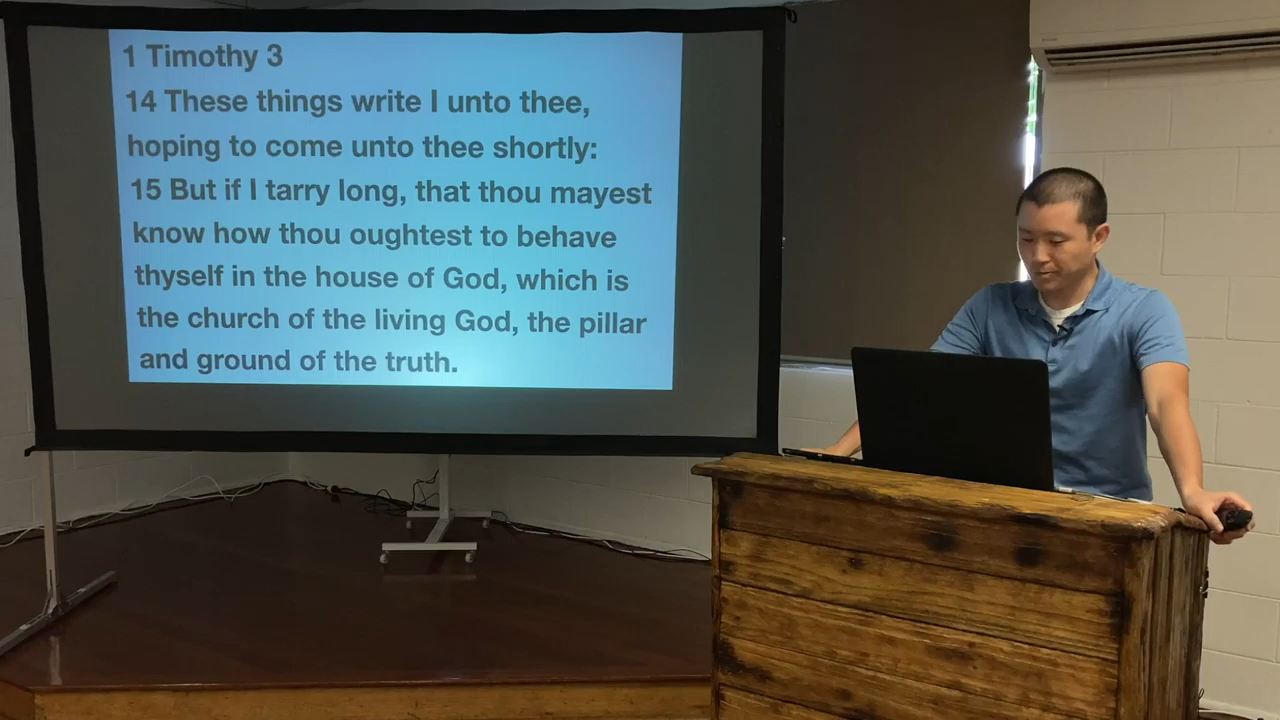 1 Timothy 3
14 These things write I unto thee,
hoping to come unto thee shortly:
15 But if I tarry long, that thou mayest
know how thou oughtest to behave
thyself in the house of God, which is
the church of the living God, the pillar
and ground of the truth.